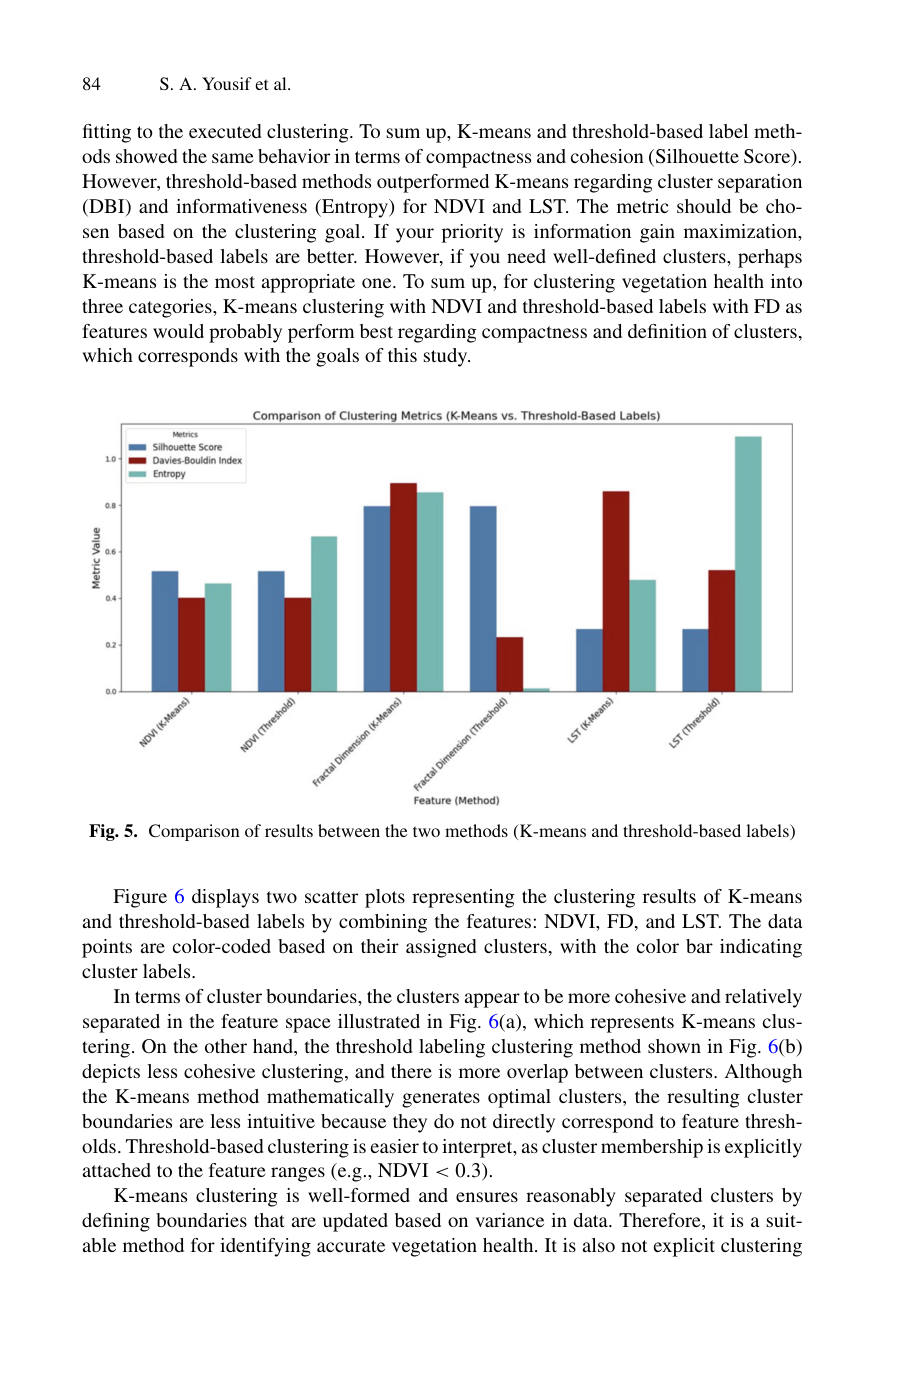 84 S. A. Yousif et al.
fitting to the executed clustering. To sum up, K-means and threshold-based label meth-
ods showed the same behavior in terms of compactness and cohesion (Silhouette Score).
However, threshold-based methods outperformed K-means regarding cluster separation
(DBI) and informativeness (Entropy) for NDVI and LST. The metric should be cho-
sen based on the clustering goal. If your priority is information gain maximization,
threshold-based labels are better. However, if you need well-defined clusters, perhaps
K-means is the most appropriate one. To sum up, for clustering vegetation health into
three categories, K-means clustering with NDVI and threshold-based labels with FD as
features would probably perform best regarding compactness and definition of clusters,
which corresponds with the goals of this study.
Comparison of Clustering Metrics (K-Means vs. Threshold-Based Labels)
Metrics
Silhouette Score
Davies-Bouldin Index
Entropy
Metric Value
1.0
0.8
0.6
0.4
0.2
0.0
NDVI (K-Means)
NDVI (Threshold)
Fractal Dimension (K-Means)
Fractal Dimension (Threshold)
LST (K-Means)
LST (Threshold)
Feature (Method)
Fig. 5. Comparison of results between the two methods (K-means and threshold-based labels)
Figure 6 displays two scatter plots representing the clustering results of K-means
and threshold-based labels by combining the features: NDVI, FD, and LST. The data
points are color-coded based on their assigned clusters, with the color bar indicating
cluster labels.
In terms of cluster boundaries, the clusters appear to be more cohesive and relatively
separated in the feature space illustrated in Fig. 6(a), which represents K-means clus-
tering. On the other hand, the threshold labeling clustering method shown in Fig. 6(b)
depicts less cohesive clustering, and there is more overlap between clusters. Although
the K-means method mathematically generates optimal clusters, the resulting cluster
boundaries are less intuitive because they do not directly correspond to feature thresh-
olds. Threshold-based clustering is easier to interpret, as cluster membership is explicitly
attached to the feature ranges (e.g., NDVI < 0.3).
K-means clustering is well-formed and ensures reasonably separated clusters by
defining boundaries that are updated based on variance in data. Therefore, it is a suit-
able method for identifying accurate vegetation health. It is also not explicit clustering